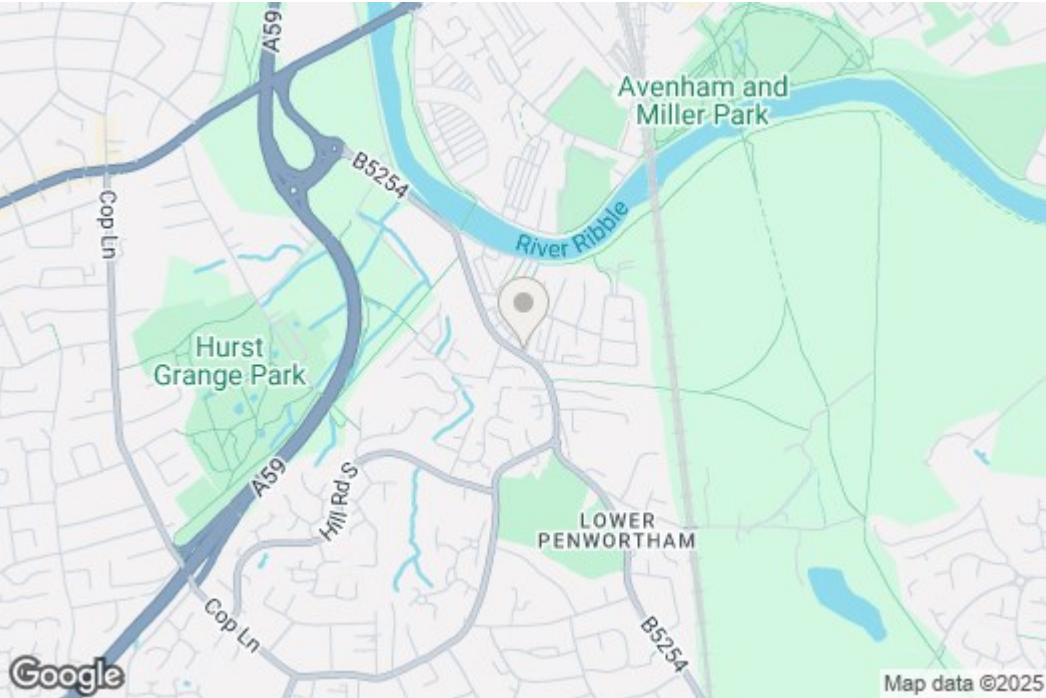 A59
Avenham and
Miller Park
B5254
Cop Ln
River Ribble
Hurst
Grange Park
A59
Hill Rd S
LOWER
PENWORTHAM
Cop Ln
B5254
Google
Map data ©2025